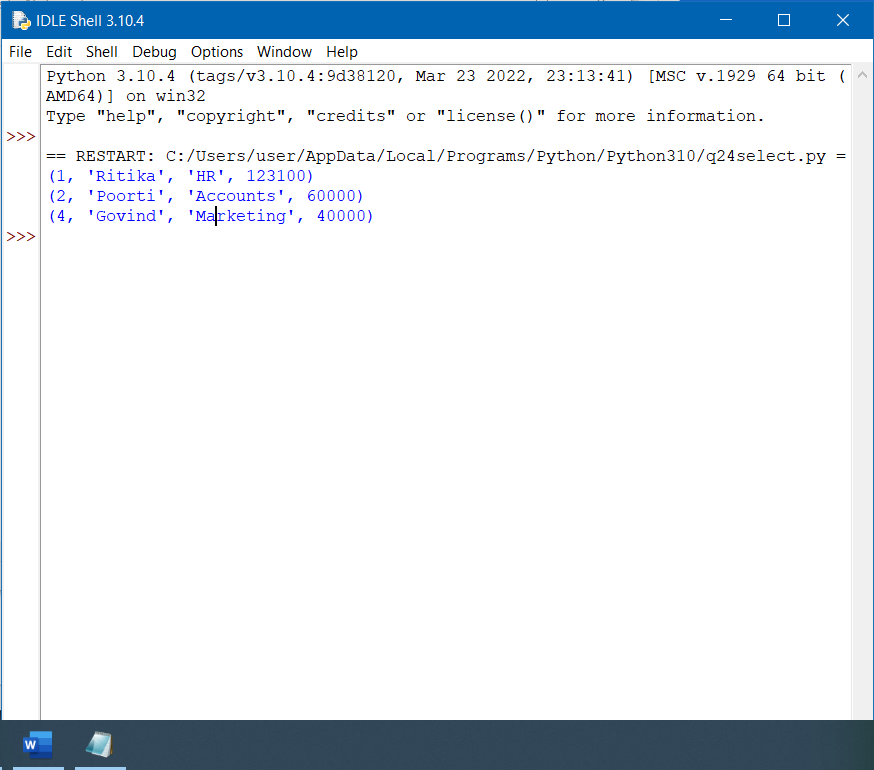 IDLE Shell 3.10.4
File Edit Shell Debug Options Window Help
Python 3.10.4 (tags/v3.10.4:9d38120, Mar 23 2022, 23:13:41) [MSC v.1929 64 bit (
AMD64)] on win32
Type "help", "copyright", "credits" or "license()" for more information.
>>>
== RESTART: C:/Users/user/AppData/Local/Programs/Python/Python310/q24select.py =
(1, 'Ritika', 'HR', 123100)
(2, 'Poorti', 'Accounts', 60000)
(4, 'Govind', 'Marketing', 40000)
>>>
W